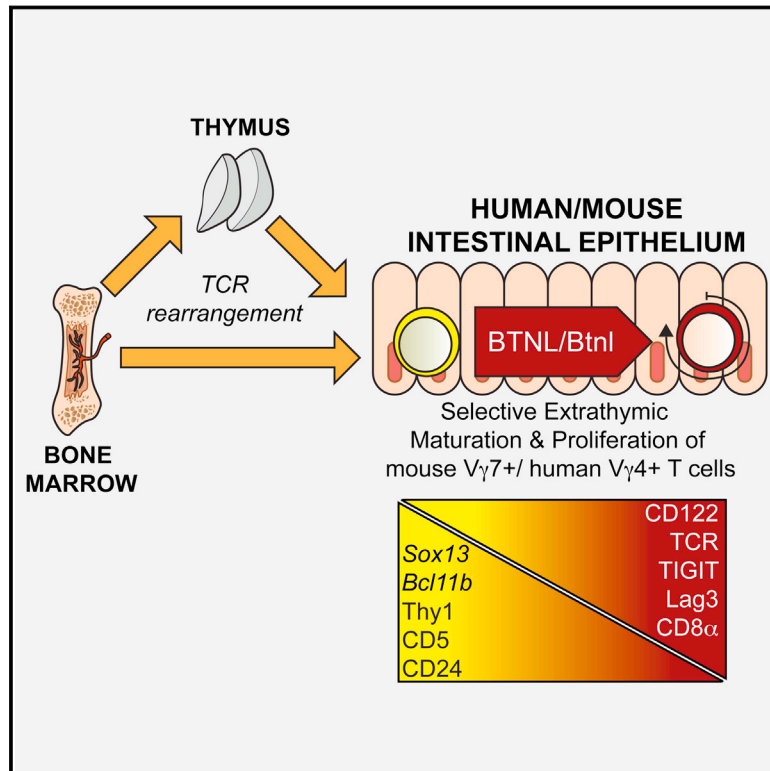 THYMUS
HUMAN/MOUSE
INTESTINAL EPITHELIUM
TCR
rearrangement
BTNL/Btnl
BONE
MARROW
Selective Extrathymic
Maturation & Proliferation of
mouse Vγ7+/ human Vγ4+ T cells
Sox13
Bcl11b
Thy1
CD5
CD24
CD122
TCR
TIGIT
Lag3
CD8α